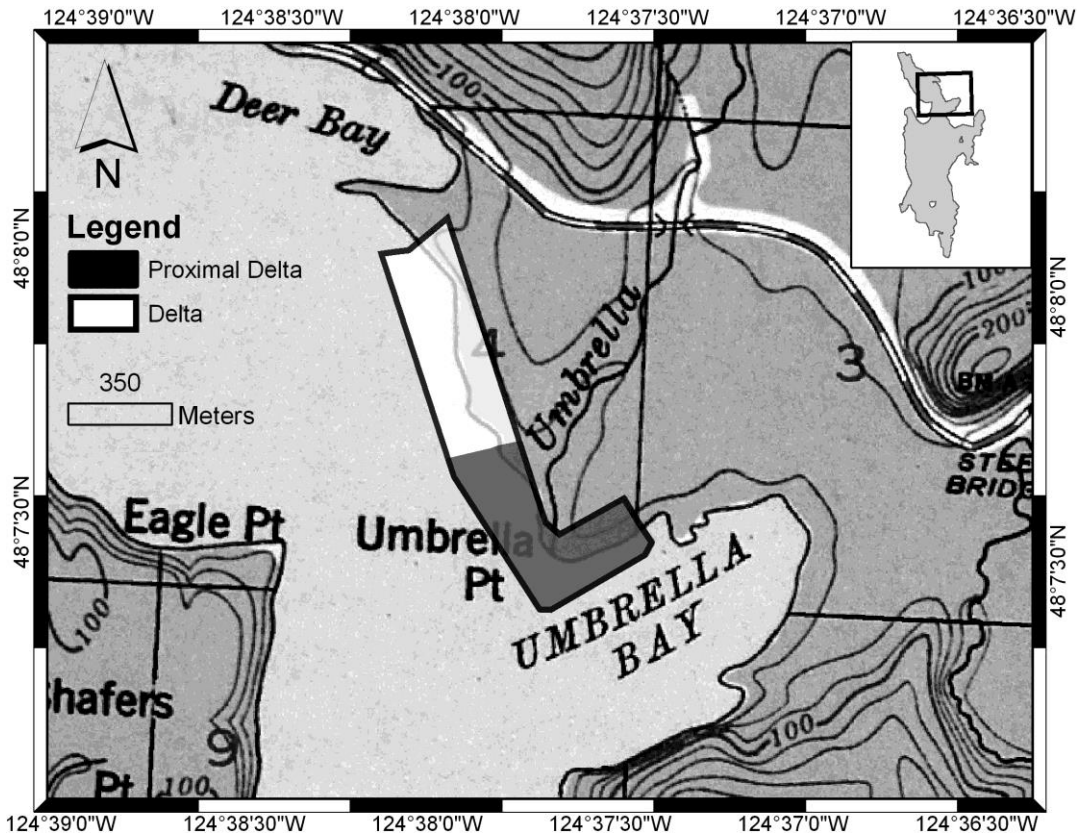 124°39'0"W 124°38'30"W 124°38'0"W 124°37'30"W 124°37'0"W 124°36'30"W
Deer Bay
100
N
Legend
Proximal Delta
Delta
350
Meters
48°8'0"N
48°8'0"N
100
200
4
3
Umbrella
STEE
BRIDG
48°7'30"N
48°7'30"N
Eagle Pt
Umbrella
Pt
UMBRELLA
BAY
100
hafers
9
Pt
100
100
124°39'0"W 124°38'30"W 124°38'0"W 124°37'30"W 124°37'0"W 124°36'30"W